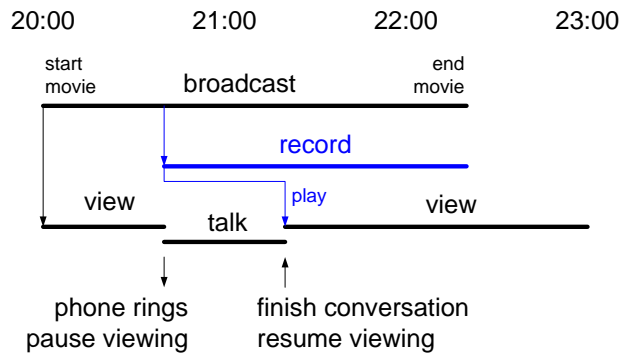 20:00 21:00 22:00 23:00
start
movie
broadcast
end
movie
record
play
view
talk
view
phone rings
pause viewing
finish conversation
resume viewing